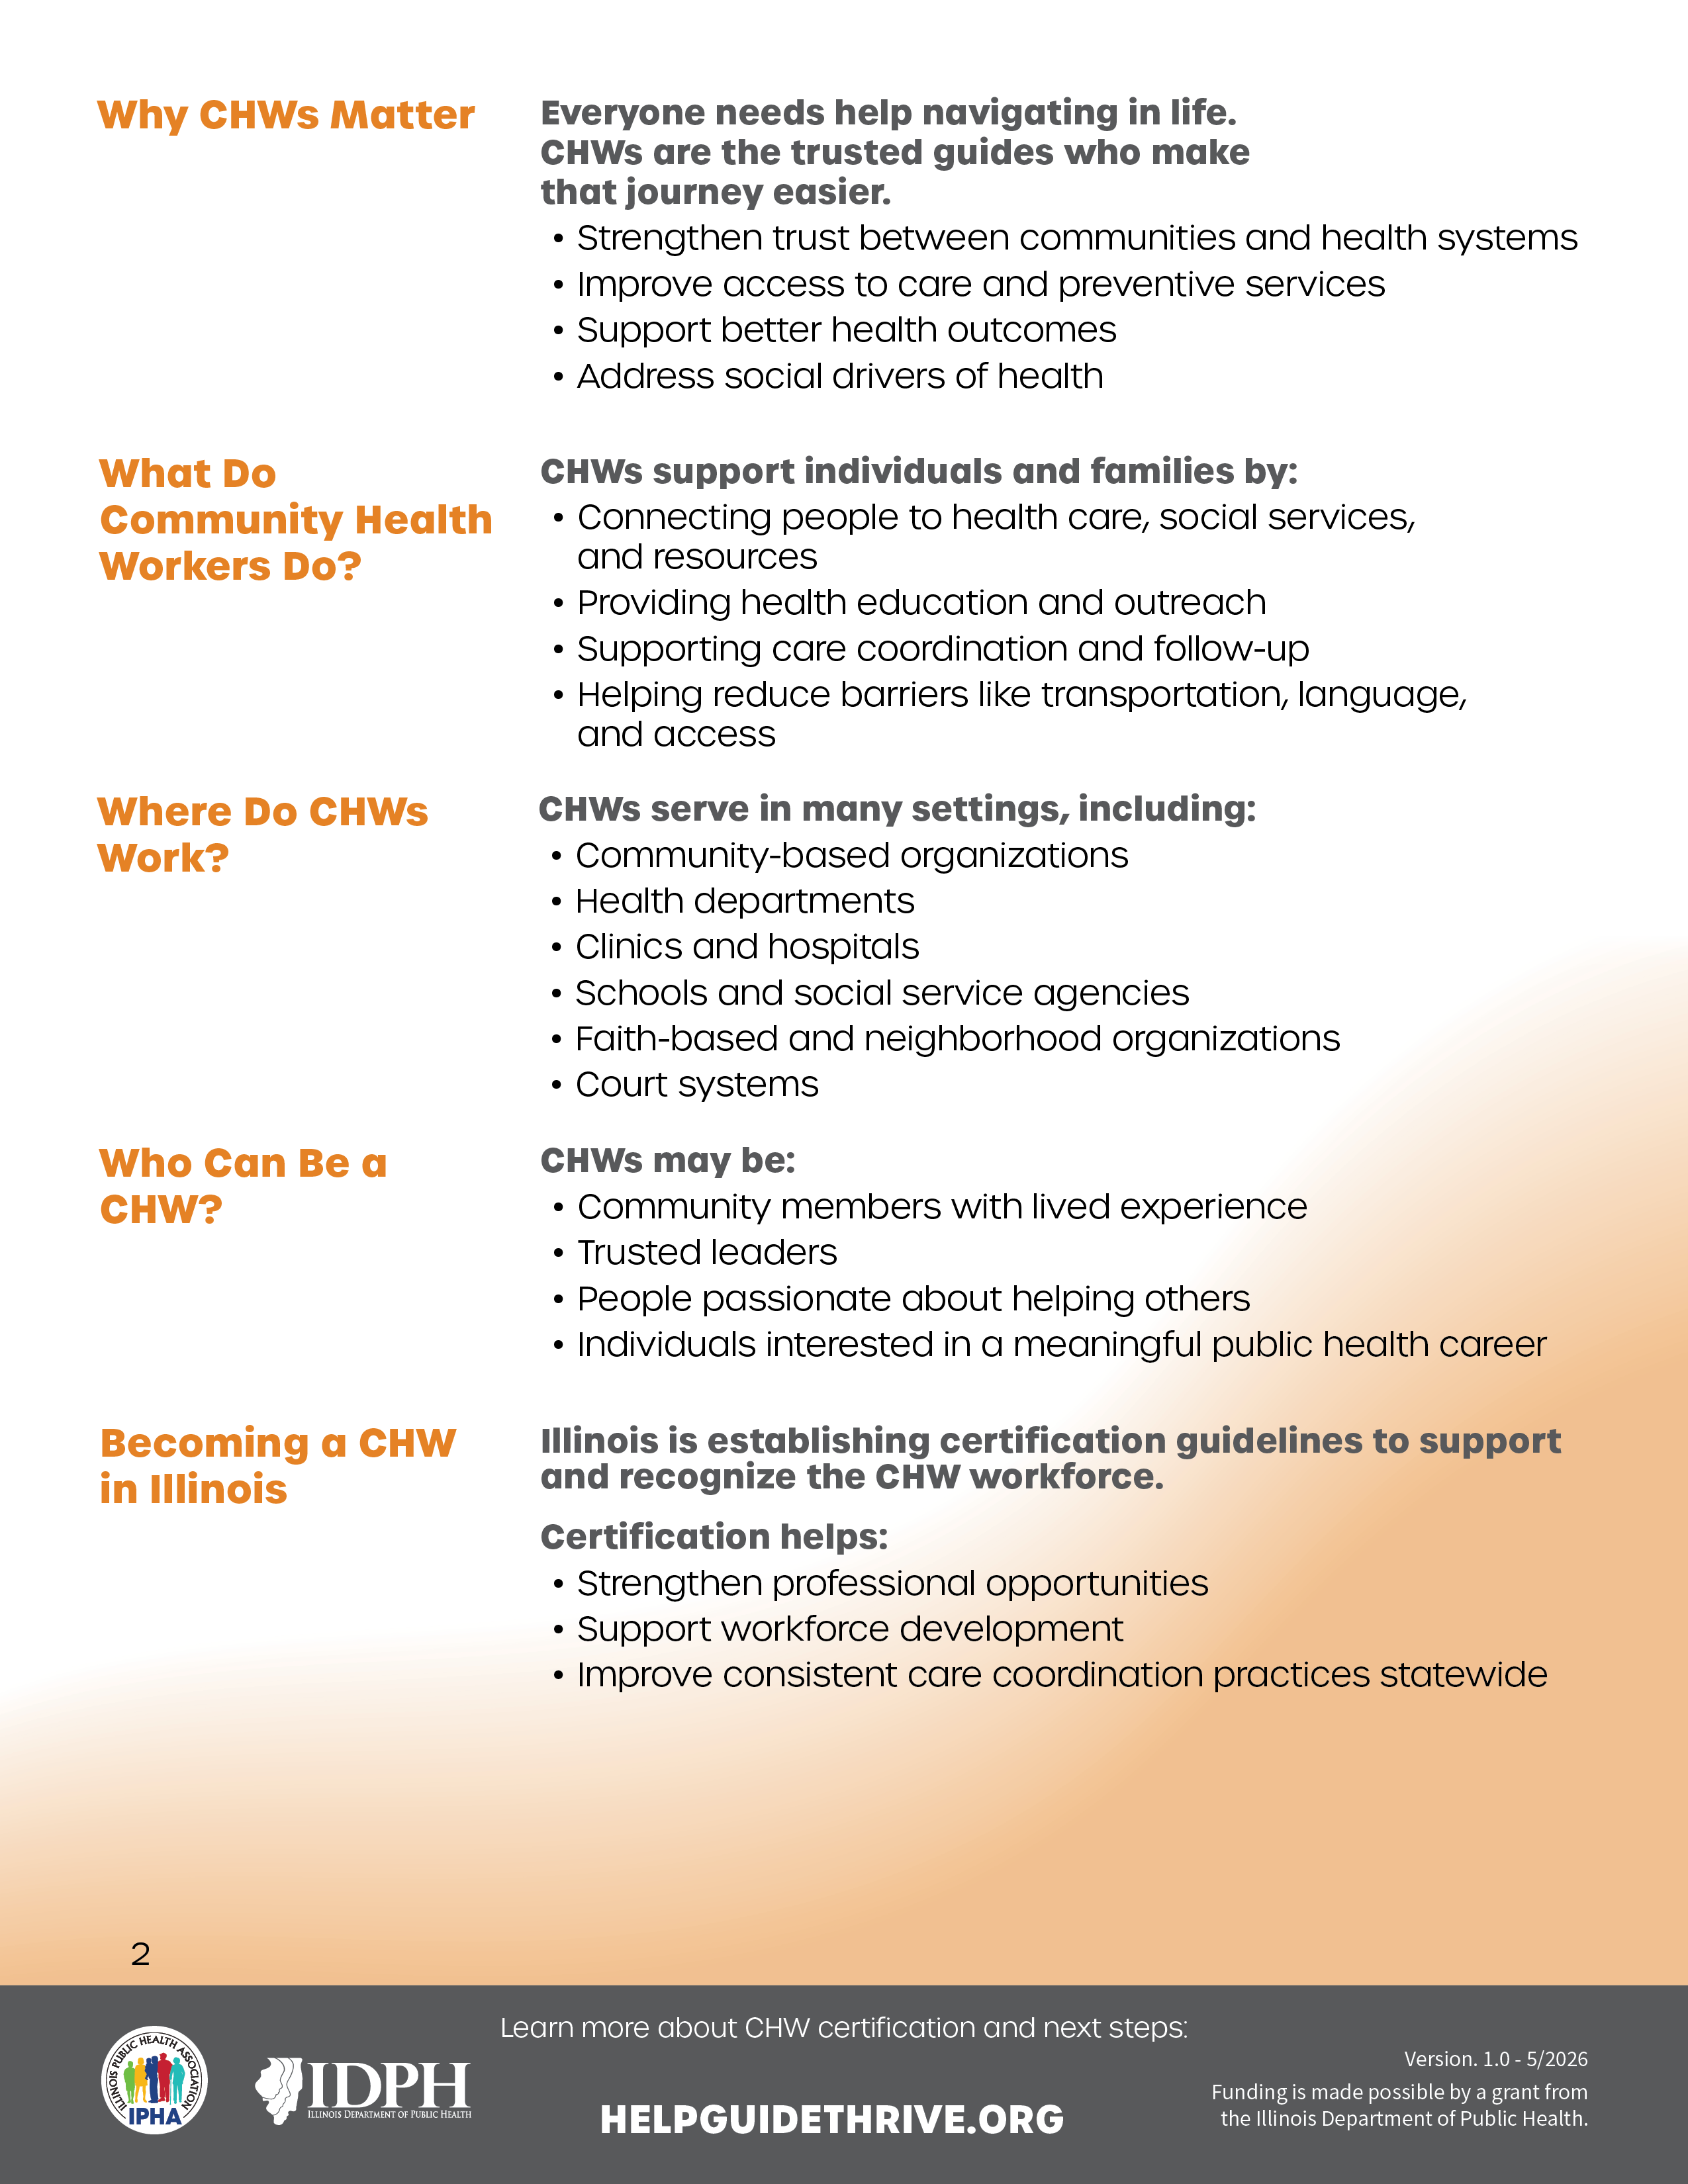 Why CHWs Matter
Everyone needs help navigating in life.
CHWs are the trusted guides who make
that journey easier.
• Strengthen trust between communities and health systems
• Improve access to care and preventive services
• Support better health outcomes
• Address social drivers of health
What Do
Community Health
Workers Do?
CHWs support individuals and families by:
• Connecting people to health care, social services,
and resources
• Providing health education and outreach
• Supporting care coordination and follow-up
• Helping reduce barriers like transportation, language,
and access
Where Do CHWs
Work?
CHWs serve in many settings, including:
• Community-based organizations
• Health departments
• Clinics and hospitals
• Schools and social service agencies
• Faith-based and neighborhood organizations
• Court systems
Who Can Be a
CHW?
CHWs may be:
• Community members with lived experience
• Trusted leaders
• People passionate about helping others
• Individuals interested in a meaningful public health career
Becoming a CHW
in Illinois
Illinois is establishing certification guidelines to support
and recognize the CHW workforce.
Certification helps:
• Strengthen professional opportunities
• Support workforce development
• Improve consistent care coordination practices statewide
2
ILLINOIS PUBLIC HEALTH ASSOCIATION
IPHA
IDPH
ILLINOIS DEPARTMENT OF PUBLIC HEALTH
Learn more about CHW certification and next steps:
HELPGUIDETHRIVE.ORG
Version. 1.0 - 5/2026
Funding is made possible by a grant from
the Illinois Department of Public Health.